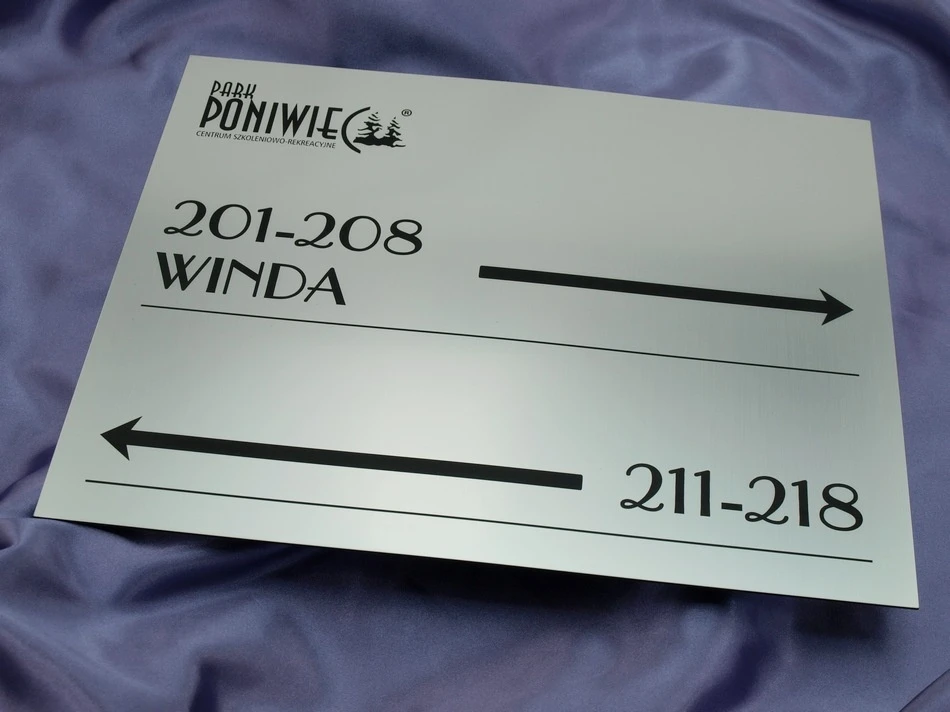 PARK
PONIWIEC®
CENTRUM SZKOLENIOWO-REKREACYJNE
201-208
WINDA
211-218